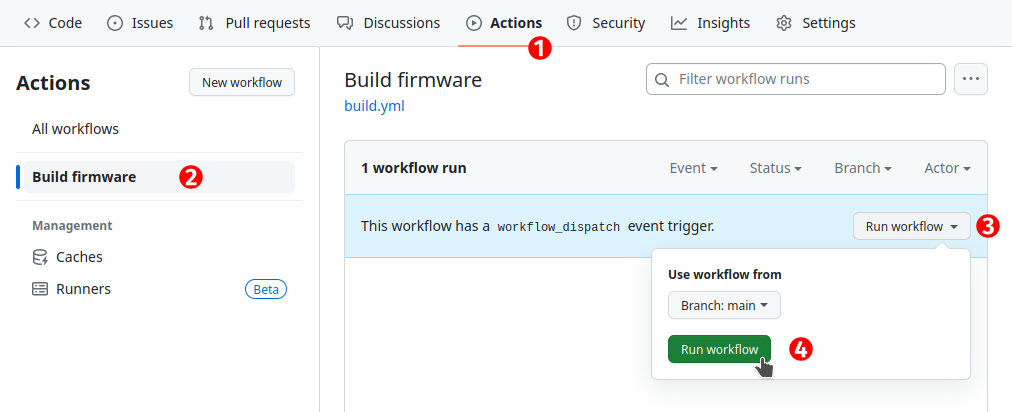 Code Issues Pull requests Discussions Actions Security Insights Settings
1
Actions New workflow
All workflows
Build firmware 2
Management
Caches
Runners Beta
Build firmware
build.yml
Filter workflow runs ...
1 workflow run Event Status Branch Actor
This workflow has a workflow_dispatch event trigger. Run workflow 3
Use workflow from
Branch: main
Run workflow 4